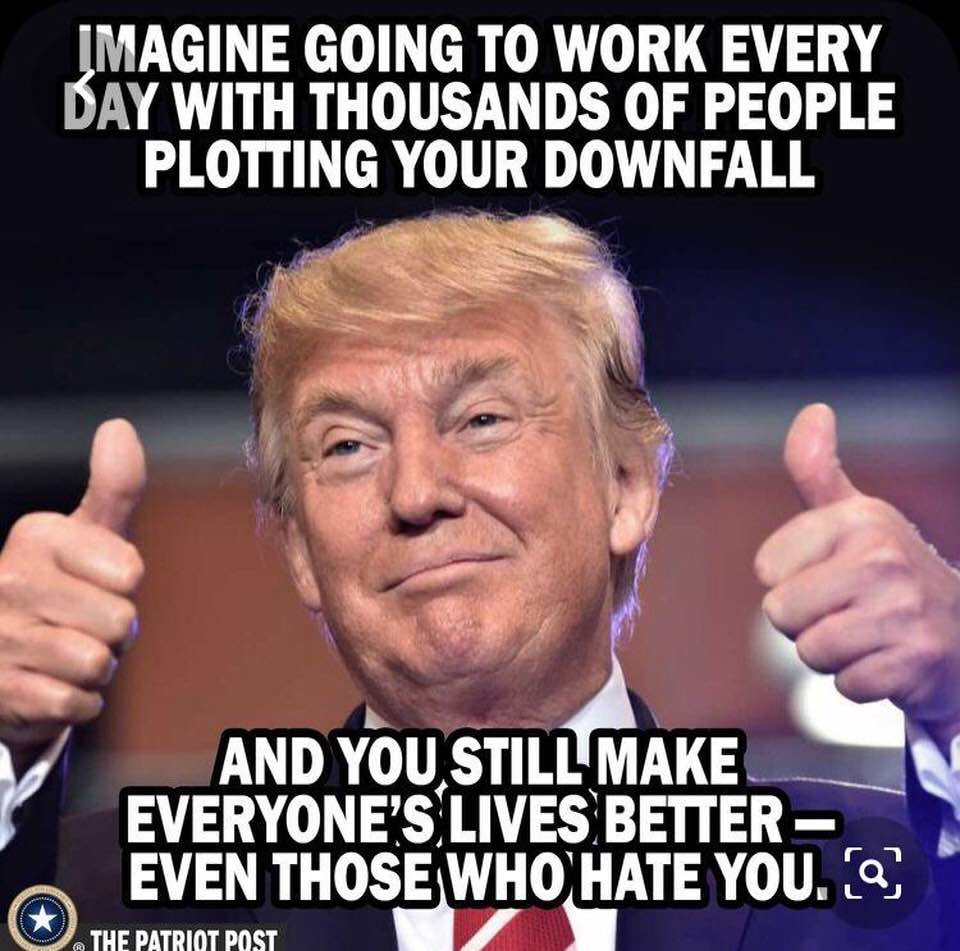 IMAGINE GOING TO WORK EVERY
DAY WITH THOUSANDS OF PEOPLE
PLOTTING YOUR DOWNFALL
AND YOU STILL MAKE
EVERYONE'S LIVES BETTER —
EVEN THOSE WHO HATE YOU.
® THE PATRIOT POST